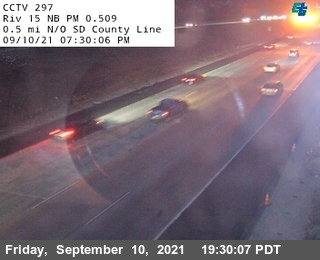 CCTV 297
Riv 15 NB PM 0.509
0.5 mi N/O SD County Line
09/10/21 07:30:06 PM
Friday, September 10, 2021 19:30:07 PDT